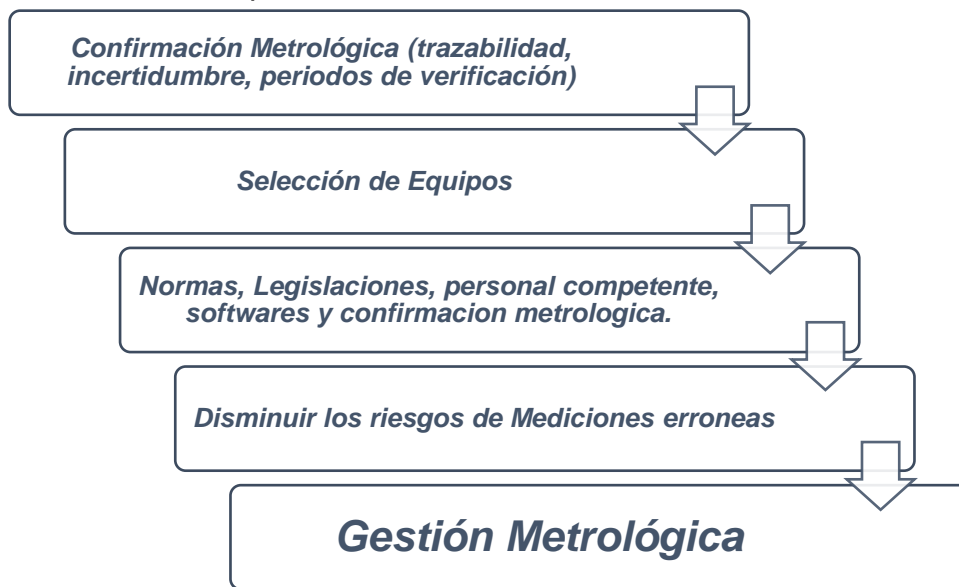 Confirmación Metrológica (trazabilidad,
incertidumbre, periodos de verificación)
Selección de Equipos
Normas, Legislaciones, personal competente,
softwares y confirmacion metrologica.
Disminuir los riesgos de Mediciones erroneas
Gestión Metrológica